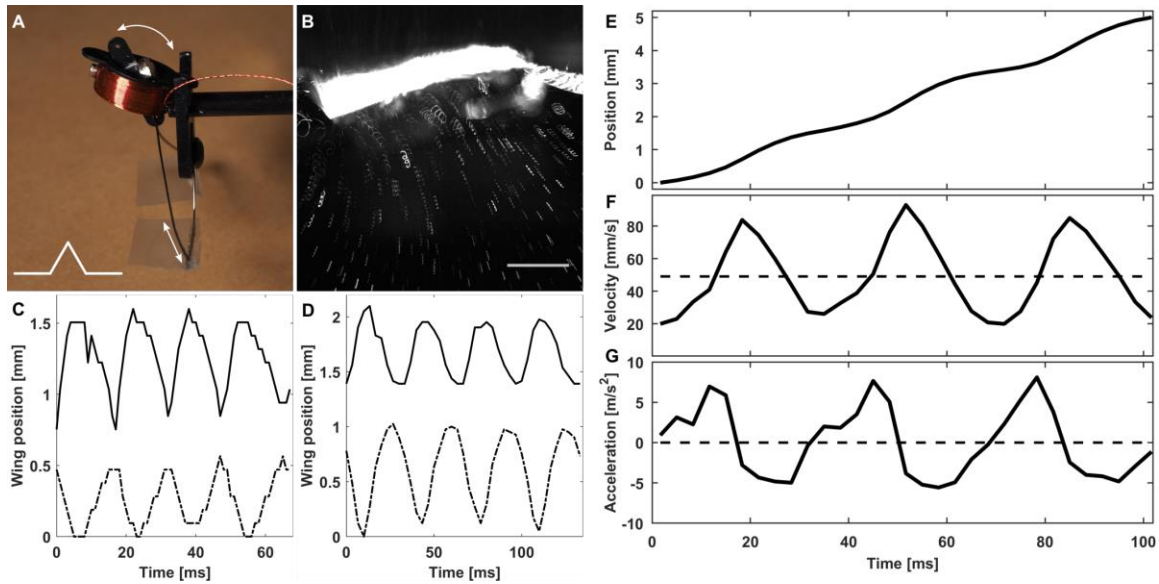 A
B
C
1.5
1
0.5
0
Wing position [mm]
0
20
40
60
Time [ms]
D
2
1.5
1
0.5
0
Wing position [mm]
0
50
100
Time [ms]
E
5
4
3
2
1
0
Position [mm]
F
80
60
40
20
Velocity [mm/s]
G
10
5
0
-5
-10
Acceleration [m/s²]
0
20
40
60
80
100
Time [ms]